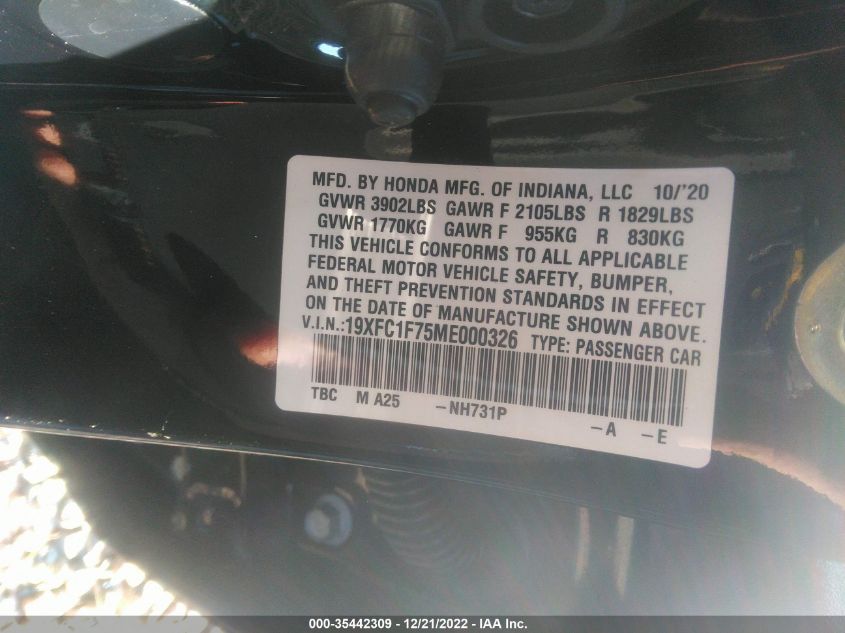 MFD. BY HONDA MFG. OF INDIANA, LLC 10/'20
GVWR 3902LBS GAWR F 2105LBS R 1829LBS
GVWR 1770KG GAWR F 955KG R 830KG
THIS VEHICLE CONFORMS TO ALL APPLICABLE
FEDERAL MOTOR VEHICLE SAFETY, BUMPER,
AND THEFT PREVENTION STANDARDS IN EFFECT
ON THE DATE OF MANUFACTURE SHOWN ABOVE.
V.I.N.:19XFC1F75ME000326 TYPE: PASSENGER CAR
TBC M A25 -NH731P -A -E
000-35442309 - 12/21/2022 - IAA Inc.